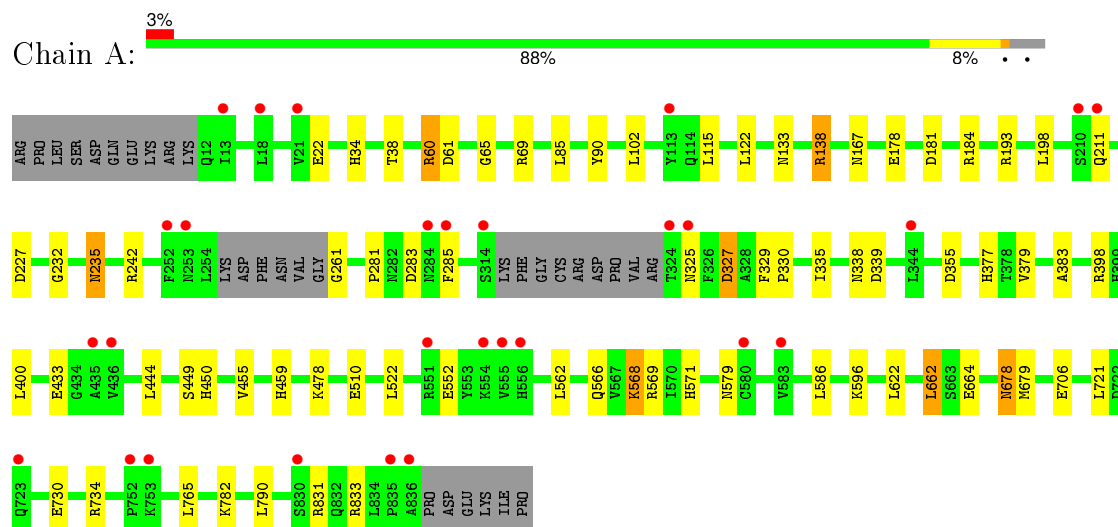 3%
Chain A:
88% 8% • •
ARG PRO LEU SER ASP GLN GLU LYS ARG LYS Q12 I13 L18 V21 E22 H34 T38 R60 D61 G65 R69 L85 Y90 L102 Y113 Q114 L115 L122 N133 R138 N167 E178 D181 R184 R193 L198 S210 Q211
D227 G232 N235 R242 F252 N253 L254 LYS ASP PHE ASN VAL GLY G261 P281 N282 D283 N284 F285 S314 LYS PHE GLY CYS ARG ASP PRO VAL ARG T324 N325 F326 D327 A328 F329 P330 I335 N338 D339 L344 D355 H377 T378 V379 A383 R398
L400 E433 G434 A435 V436 L444 S449 H450 V455 H459 K478 E510 L522 R551 E552 Y553 K554 V555 H556 L562 Q566 V567 K568 R569 I570 H571 N579 C580 V583 L586 K596 L622 L662 S663 E664 N678 M679 E706 L721
Q723 E730 R734 P752 K753 L765 K782 L790 S830 R831 Q832 R833 L834 P835 A836 PRO ASP GLU LYS ILE PRO